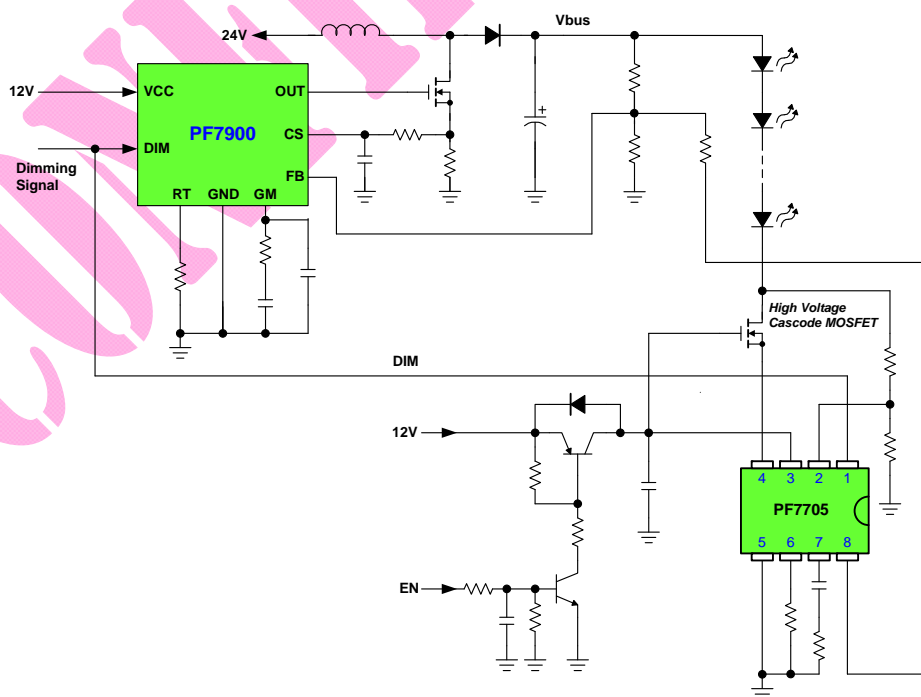 24V
Vbus
12V
VCC
OUT
PF7900
CS
DIM
Dimming
Signal
FB
RT
GND
GM
+
High Voltage
Cascode MOSFET
DIM
12V
4
3
2
1
PF7705
5
6
7
8
EN